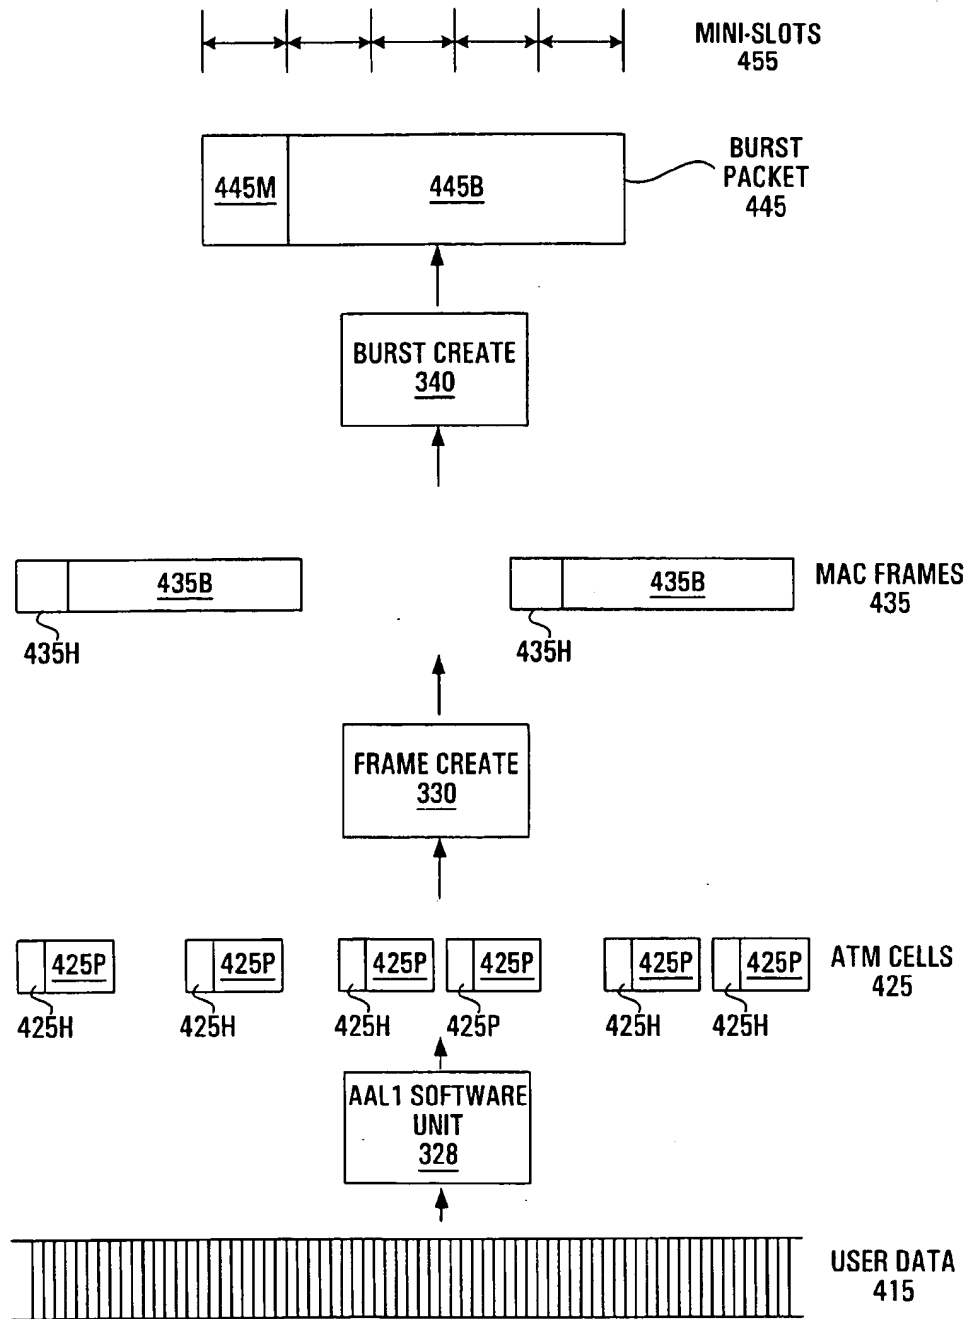 MINI-SLOTS
455
BURST
PACKET
445
445M
445B
BURST CREATE
340
435B
435B
MAC FRAMES
435
435H
435H
FRAME CREATE
330
425P
425P
425P
425P
425P
425P
ATM CELLS
425
425H
425H
425H
425P
425H
425H
AAL1 SOFTWARE
UNIT
328
USER DATA
415